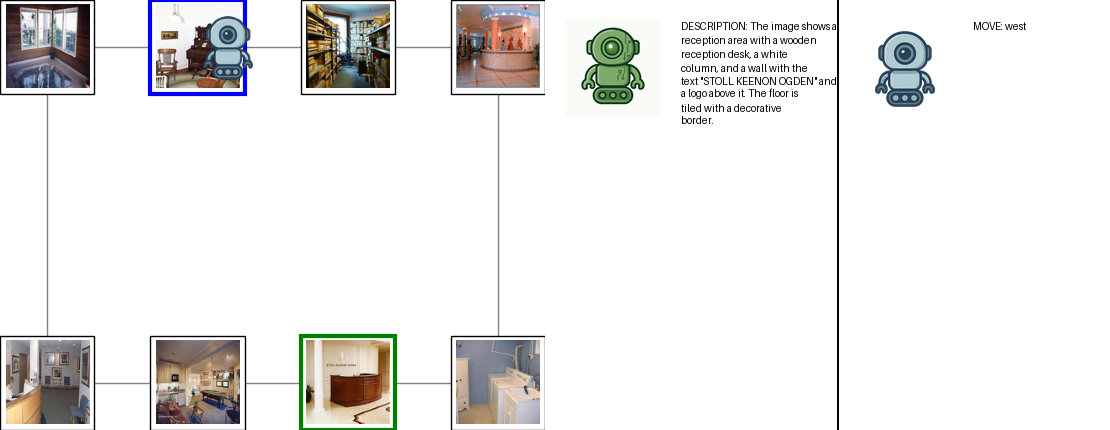 DESCRIPTION: The image shows a
reception area with a wooden
reception desk, a white
column, and a wall with the
text "STOLL KEENON OGDEN" and
a logo above it. The floor is
tiled with a decorative
border.
MOVE: west